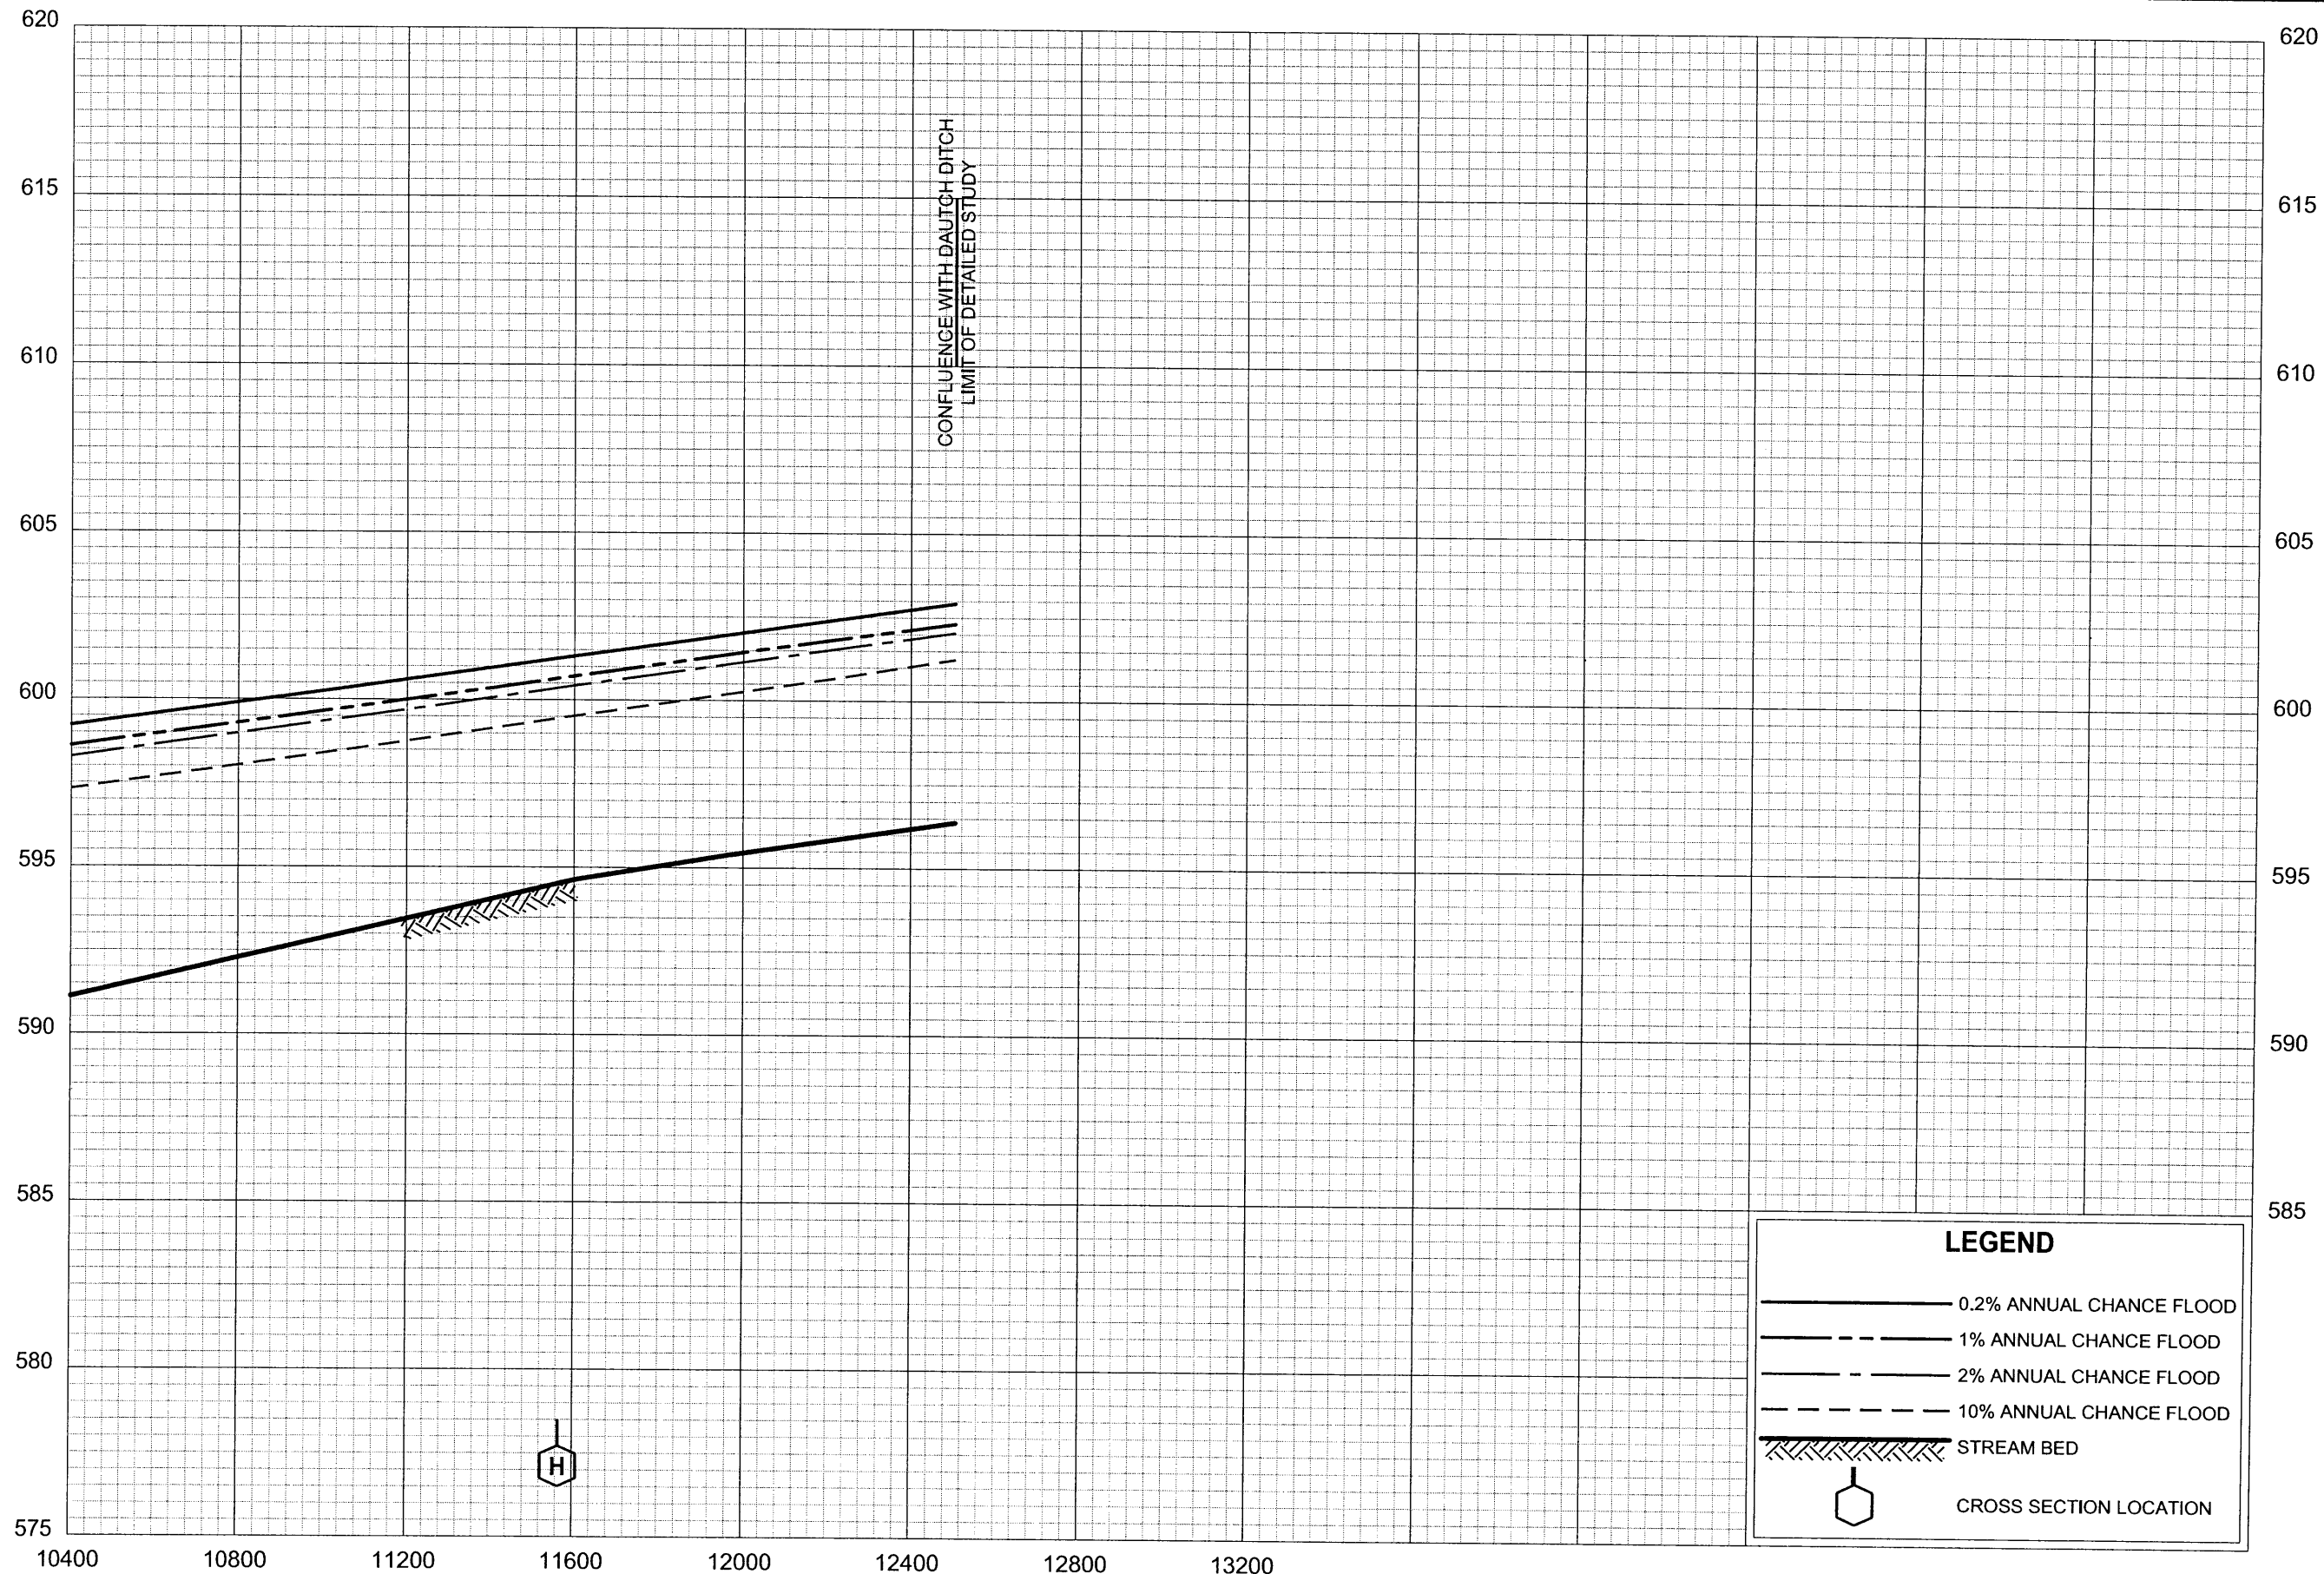 620
615
610
605
600
595
590
585
580
575
620
615
610
605
600
595
590
585
10400 10800 11200 11600 12000 12400 12800 13200
CONFLUENCE WITH DAUTCH DITCH
LIMIT OF DETAILED STUDY
H
LEGEND
0.2% ANNUAL CHANCE FLOOD
1% ANNUAL CHANCE FLOOD
2% ANNUAL CHANCE FLOOD
10% ANNUAL CHANCE FLOOD
STREAM BED
CROSS SECTION LOCATION